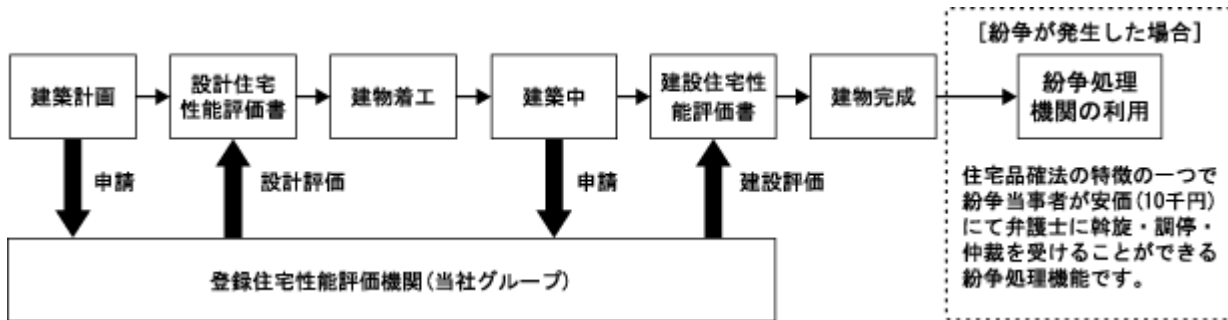 [紛争が発生した場合]
建築計画
設計住宅
性能評価書
建物着工
建築中
建設住宅性
能評価書
建物完成
紛争処理
機関の利用
申請
設計評価
申請
建設評価
住宅品確法の特徴の一つで
紛争当事者が安価(10千円)
にて弁護士に斡旋・調停・
仲裁を受けることができる
紛争処理機能です。
登録住宅性能評価機関(当社グループ)